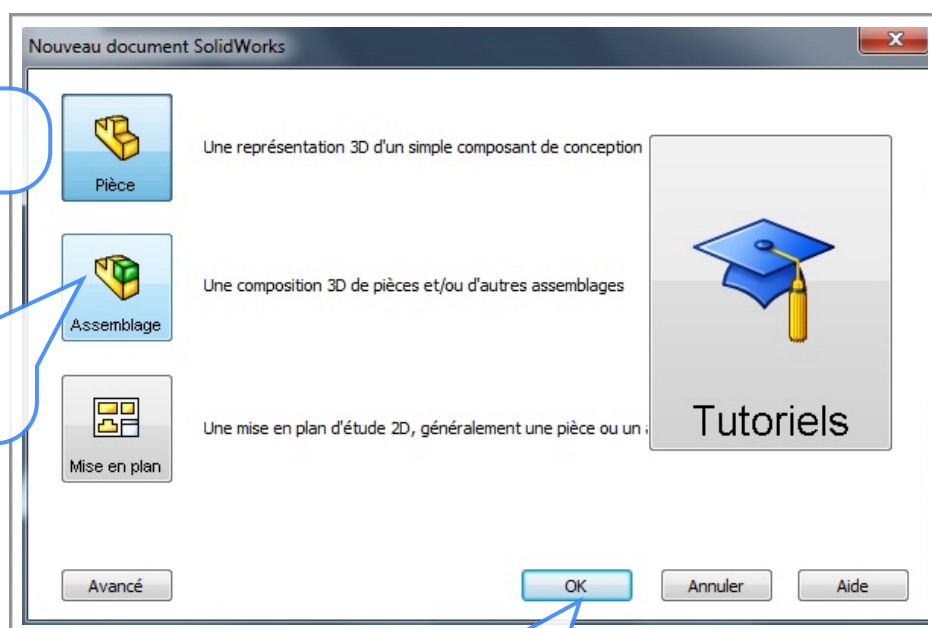 Nouveau document SolidWorks
Pièce
Une représentation 3D d'un simple composant de conception
Assemblage
Une composition 3D de pièces et/ou d'autres assemblages
Mise en plan
Une mise en plan d'étude 2D, généralement une pièce ou un
Tutoriels
Avancé
OK
Annuler
Aide